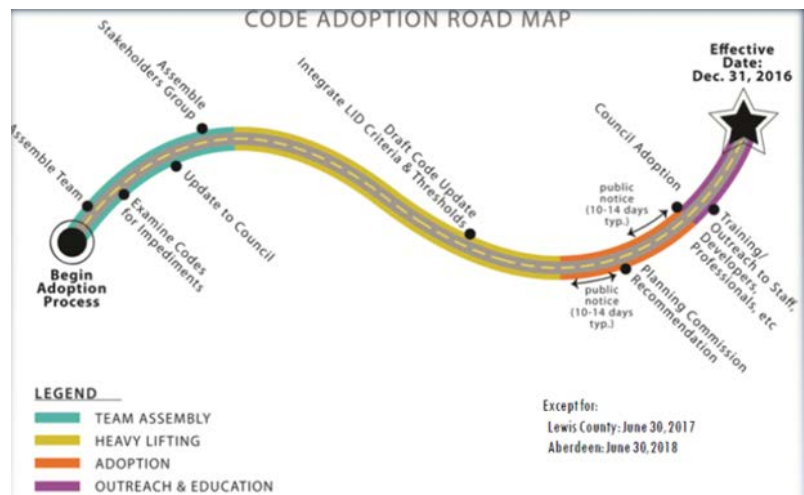 CODE ADOPTION ROAD MAP
Effective
Date:
Dec. 31, 2016
Assemble
Stakeholders Group
Assemble Team
Update to Council
Examine Codes
for Impediments
Begin
Adoption
Process
Draft Code Update
Integrate LID Criteria & Thresholds
Council Adoption
public
notice
(10-14 days
typ.)
public
notice
(10-14 days
typ.)
Planning Commission
Recommendation
Training/
Outreach to Staff,
Developers,
Professionals, etc
LEGEND
TEAM ASSEMBLY
HEAVY LIFTING
ADOPTION
OUTREACH & EDUCATION
Except for:
Lewis County: June 30, 2017
Aberdeen: June 30, 2018